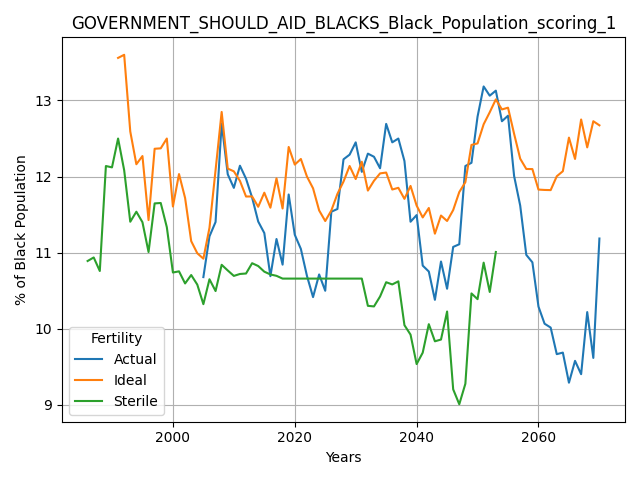 GOVERNMENT_SHOULD_AID_BLACKS_Black_Population_scoring_1
% of Black Population
13
12
11
10
9
Fertility
Actual
Ideal
Sterile
2000 2020 2040 2060
Years